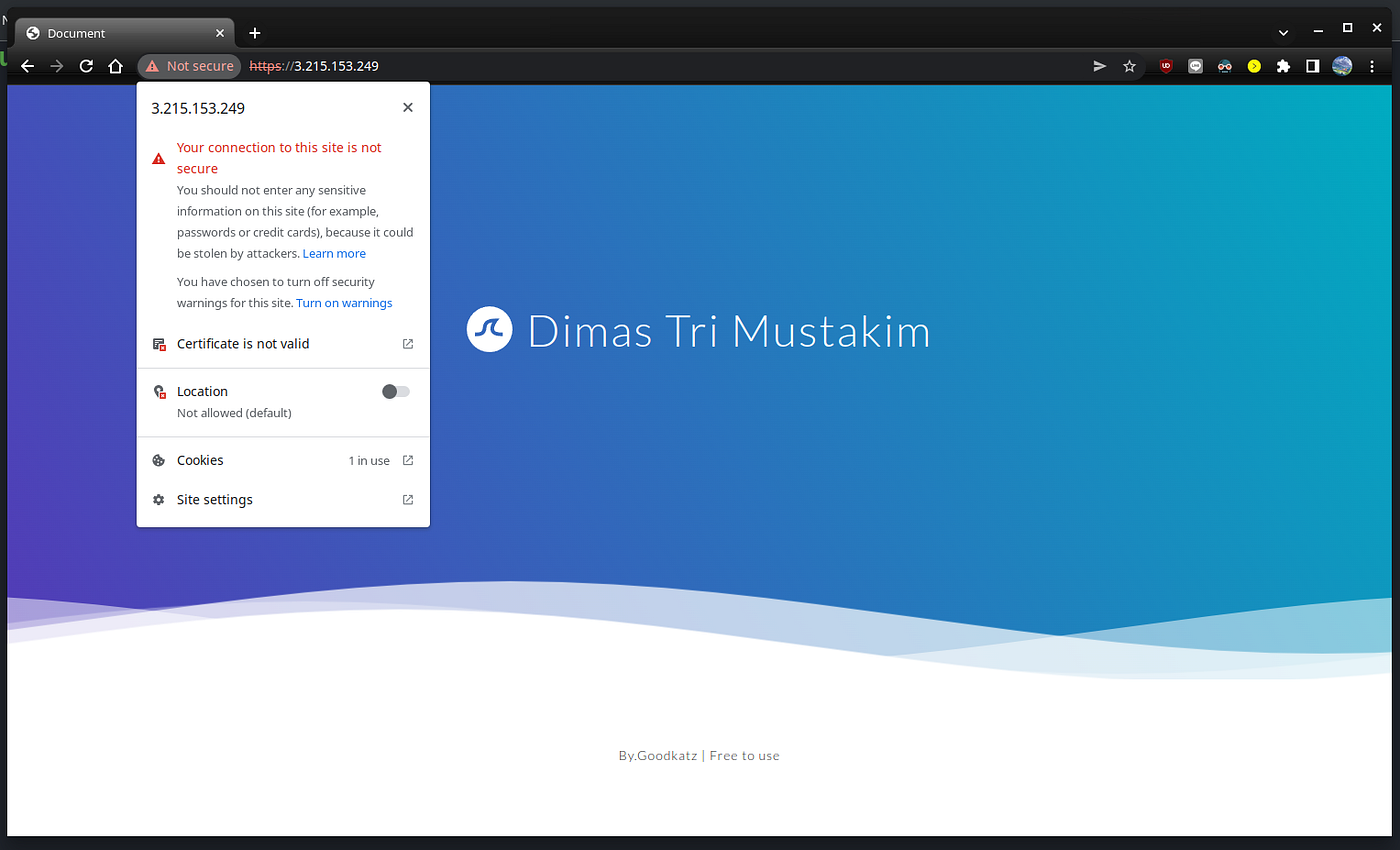 Document
Not secure
https://3.215.153.249
3.215.153.249
Your connection to this site is not
secure
You should not enter any sensitive
information on this site (for example,
passwords or credit cards), because it could
be stolen by attackers. Learn more
You have chosen to turn off security
warnings for this site. Turn on warnings
Certificate is not valid
Location
Not allowed (default)
Cookies 1 in use
Site settings
Dimas Tri Mustakim
By.Goodkatz | Free to use